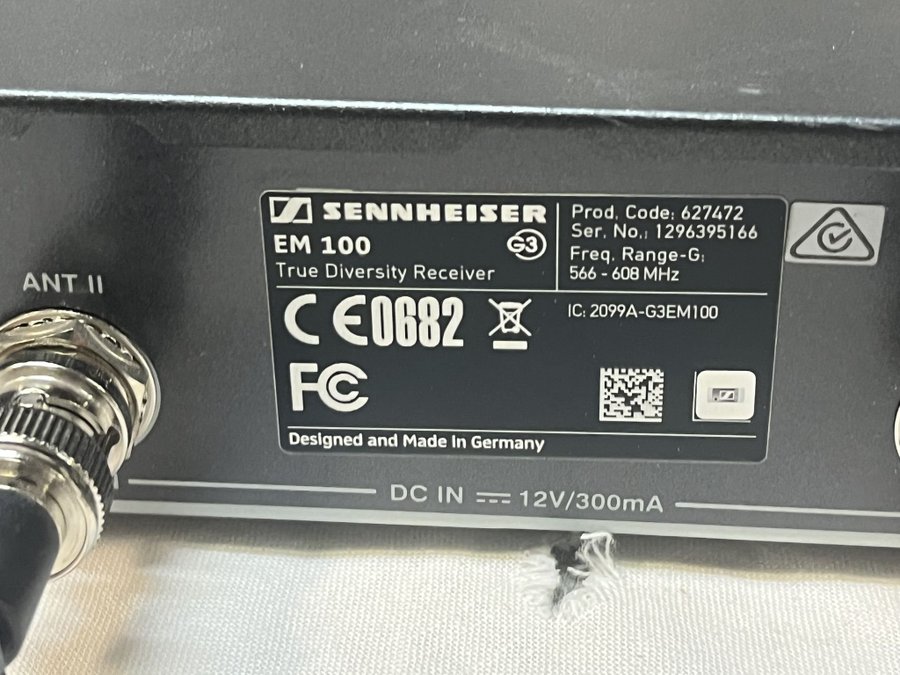 SENNHEISER
EM 100 G3
True Diversity Receiver
Prod. Code: 627472
Ser. No.: 1296395166
Freq. Range-G:
566 - 608 MHz
ANT II
CE0682
IC: 2099A-G3EM100
FC
Designed and Made In Germany
DC IN 12V/300mA